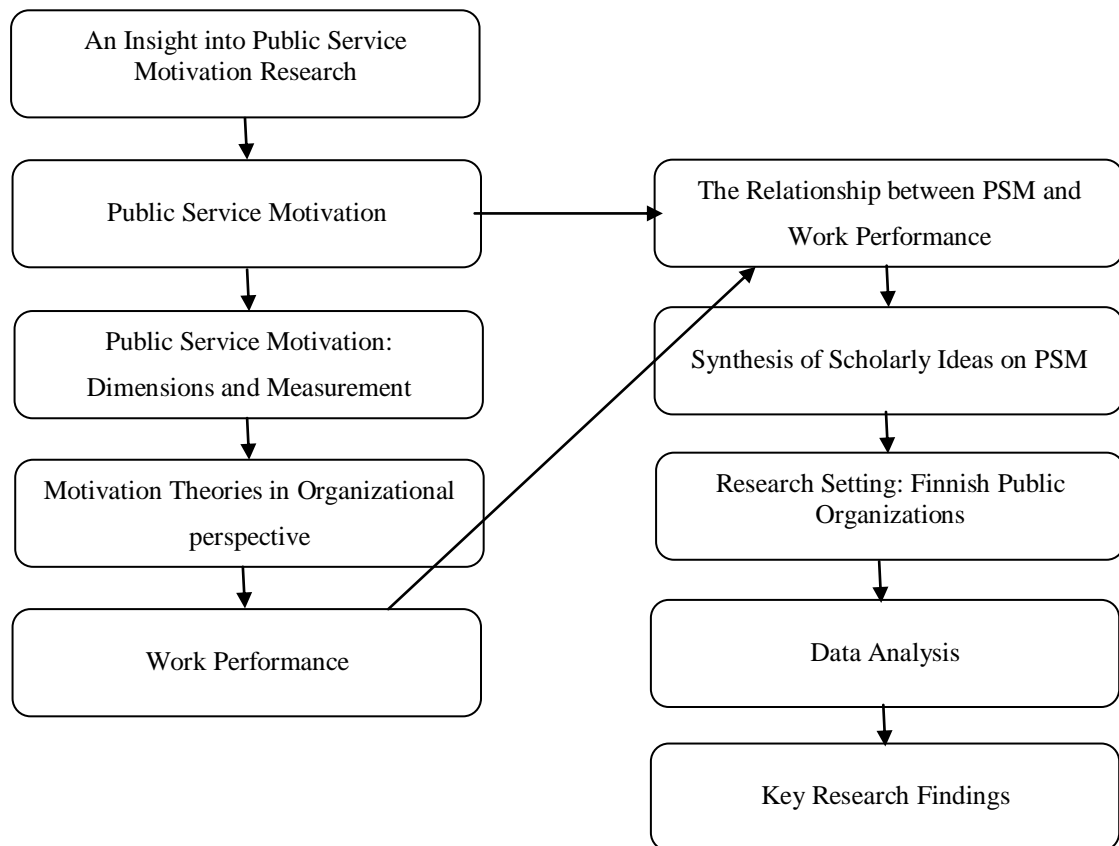 An Insight into Public Service
Motivation Research
Public Service Motivation
Public Service Motivation:
Dimensions and Measurement
Motivation Theories in Organizational
perspective
Work Performance
The Relationship between PSM and
Work Performance
Synthesis of Scholarly Ideas on PSM
Research Setting: Finnish Public
Organizations
Data Analysis
Key Research Findings